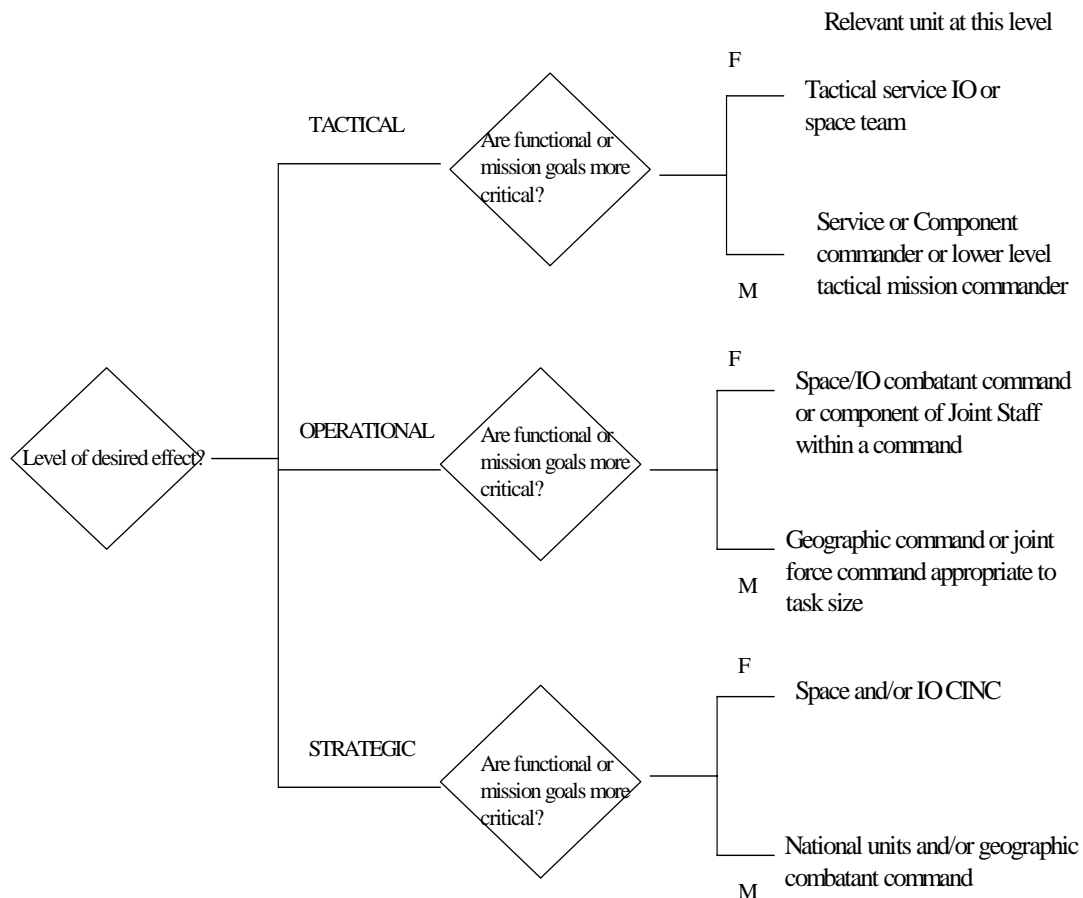 Relevant unit at this level
F
TACTICAL
Are functional or
mission goals more
critical?
Tactical service IO or
space team
Service or Component
commander or lower level
tactical mission commander
M
F
Level of desired effect?
OPERATIONAL
Are functional or
mission goals more
critical?
Space/IO combatant command
or component of Joint Staff
within a command
Geographic command or joint
force command appropriate to
task size
M
F
STRATEGIC
Are functional or
mission goals more
critical?
Space and/or IO CINC
National units and/or geographic
combatant command
M